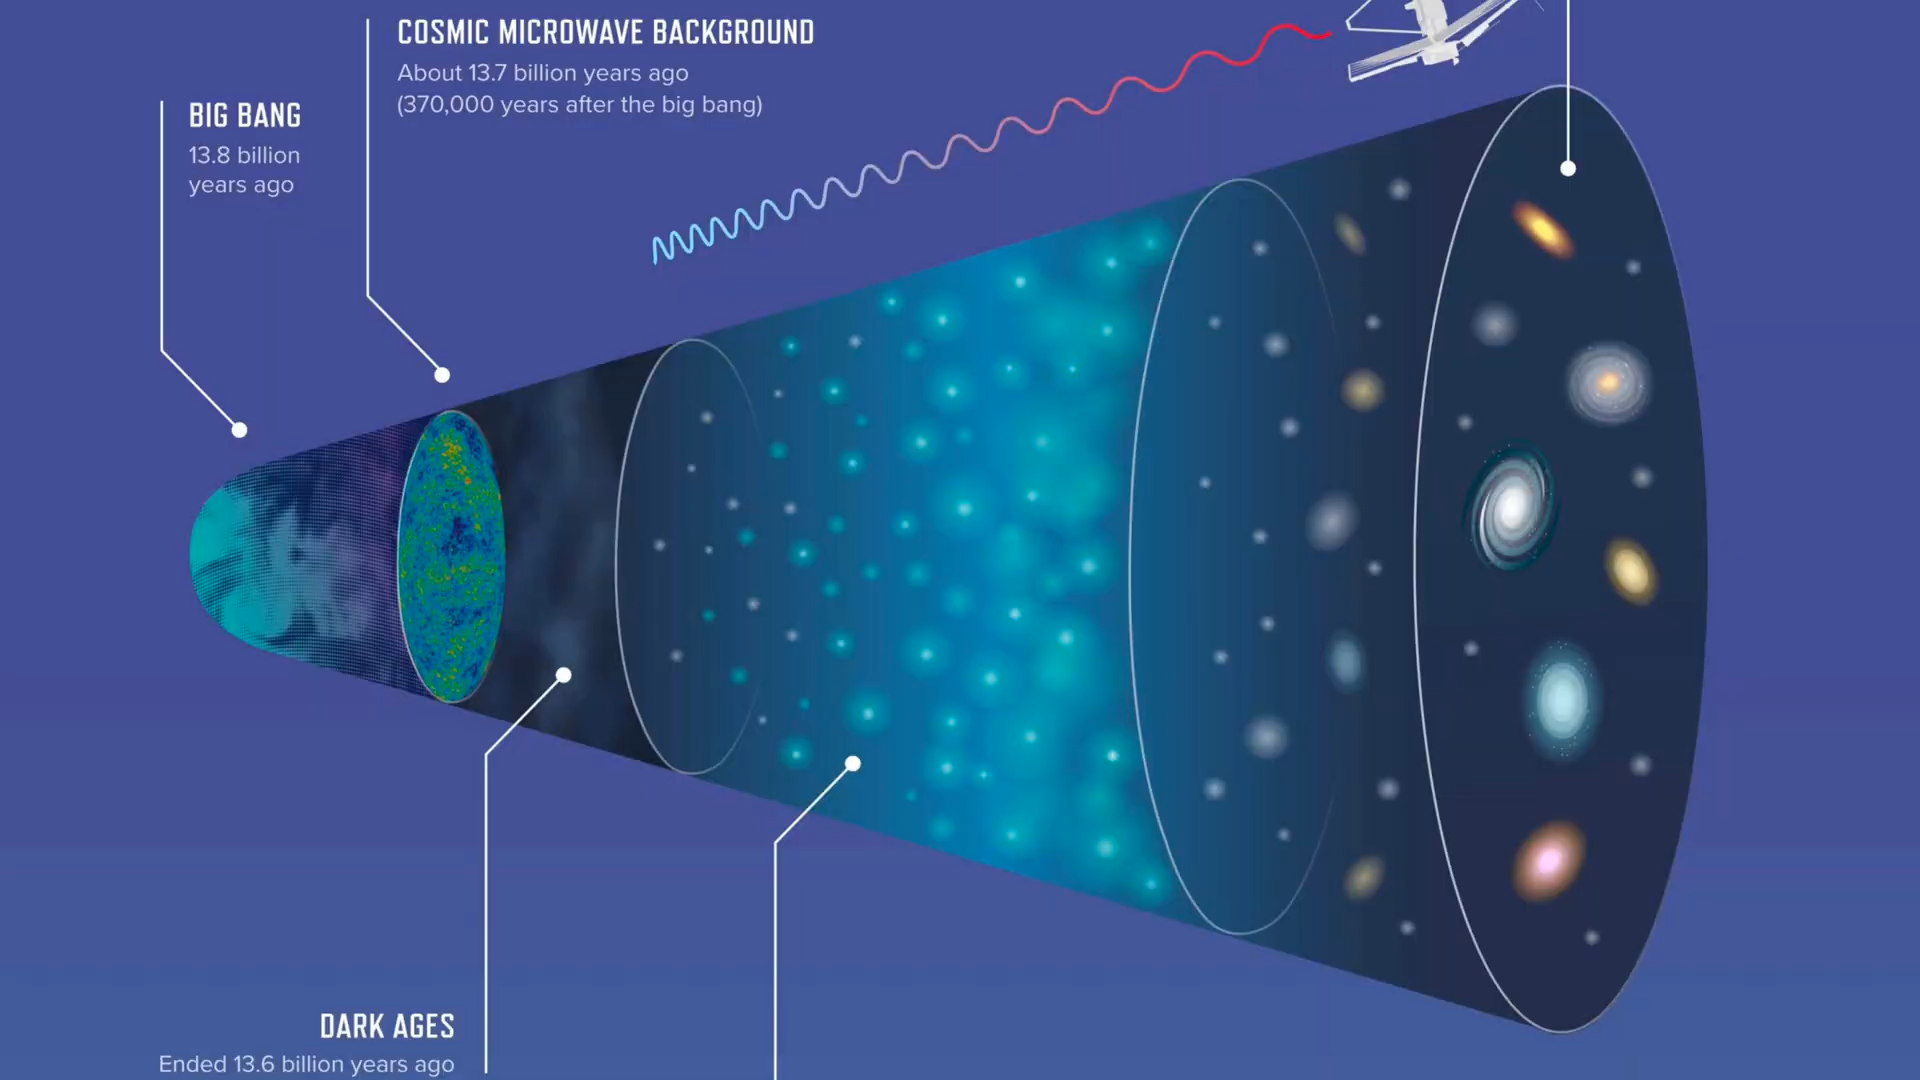 COSMIC MICROWAVE BACKGROUND
About 13.7 billion years ago
(370,000 years after the big bang)
BIG BANG
13.8 billion
years ago
DARK AGES
Ended 13.6 billion years ago